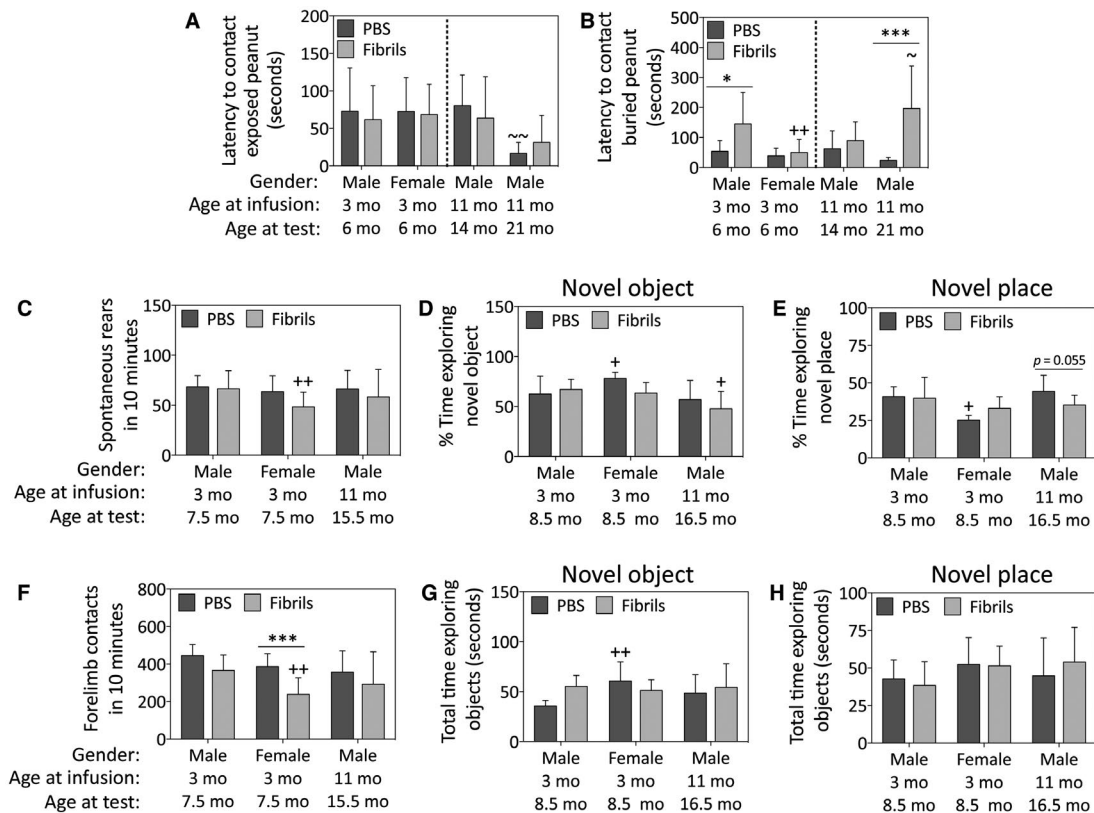 A
Latency to contact
exposed peanut
(seconds)
200
150
100
50
0
PBS
Fibrils
~~
Gender: Male Female Male Male
Age at infusion: 3 mo 3 mo 11 mo 11 mo
Age at test: 6 mo 6 mo 14 mo 21 mo
B
Latency to contact
buried peanut
(seconds)
500
400
300
200
100
0
PBS
Fibrils
*
++
***
~
Male Female Male Male
3 mo 3 mo 11 mo 11 mo
6 mo 6 mo 14 mo 21 mo
C
Spontaneous rears
in 10 minutes
150
100
50
0
PBS Fibrils
++
Gender: Male Female Male
Age at infusion: 3 mo 3 mo 11 mo
Age at test: 7.5 mo 7.5 mo 15.5 mo
D
Novel object
% Time exploring
novel object
150
100
50
0
PBS Fibrils
+
+
Male Female Male
3 mo 3 mo 11 mo
8.5 mo 8.5 mo 16.5 mo
E
Novel place
% Time exploring
novel place
100
75
50
25
0
PBS Fibrils
+
p = 0.055
Male Female Male
3 mo 3 mo 11 mo
8.5 mo 8.5 mo 16.5 mo
F
Forelimb contacts
in 10 minutes
800
600
400
200
0
PBS Fibrils
***
++
Gender: Male Female Male
Age at infusion: 3 mo 3 mo 11 mo
Age at test: 7.5 mo 7.5 mo 15.5 mo
G
Novel object
Total time exploring
objects (seconds)
150
100
50
0
PBS Fibrils
++
Male Female Male
3 mo 3 mo 11 mo
8.5 mo 8.5 mo 16.5 mo
H
Novel place
Total time exploring
objects (seconds)
100
75
50
25
0
PBS Fibrils
Male Female Male
3 mo 3 mo 11 mo
8.5 mo 8.5 mo 16.5 mo